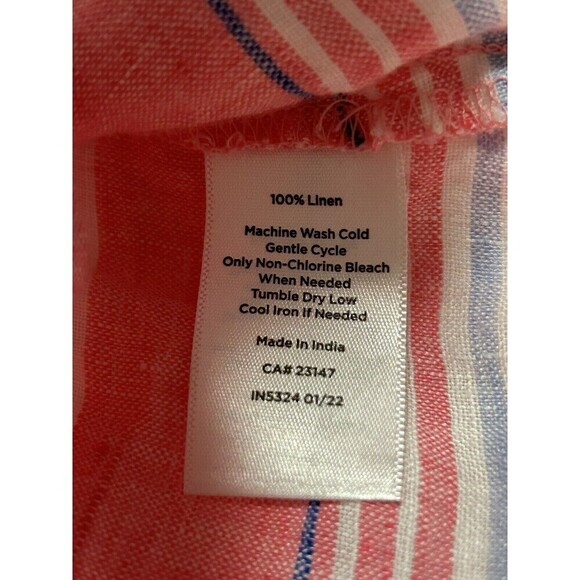 100% Linen
Machine Wash Cold
Gentle Cycle
Only Non-Chlorine Bleach
When Needed
Tumble Dry Low
Cool Iron If Needed
Made In India
CA# 23147
IN5324 01/22